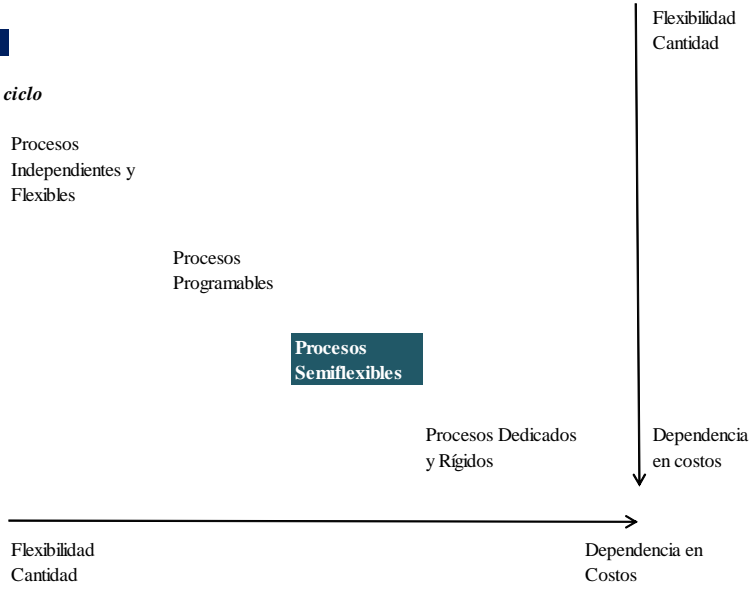 Flexibilidad
Cantidad
ciclo
Procesos
Independientes y
Flexibles
Procesos
Programables
Procesos
Semiflexibles
Procesos Dedicados
y Rígidos
Dependencia
en costos
Flexibilidad
Cantidad
Dependencia en
Costos